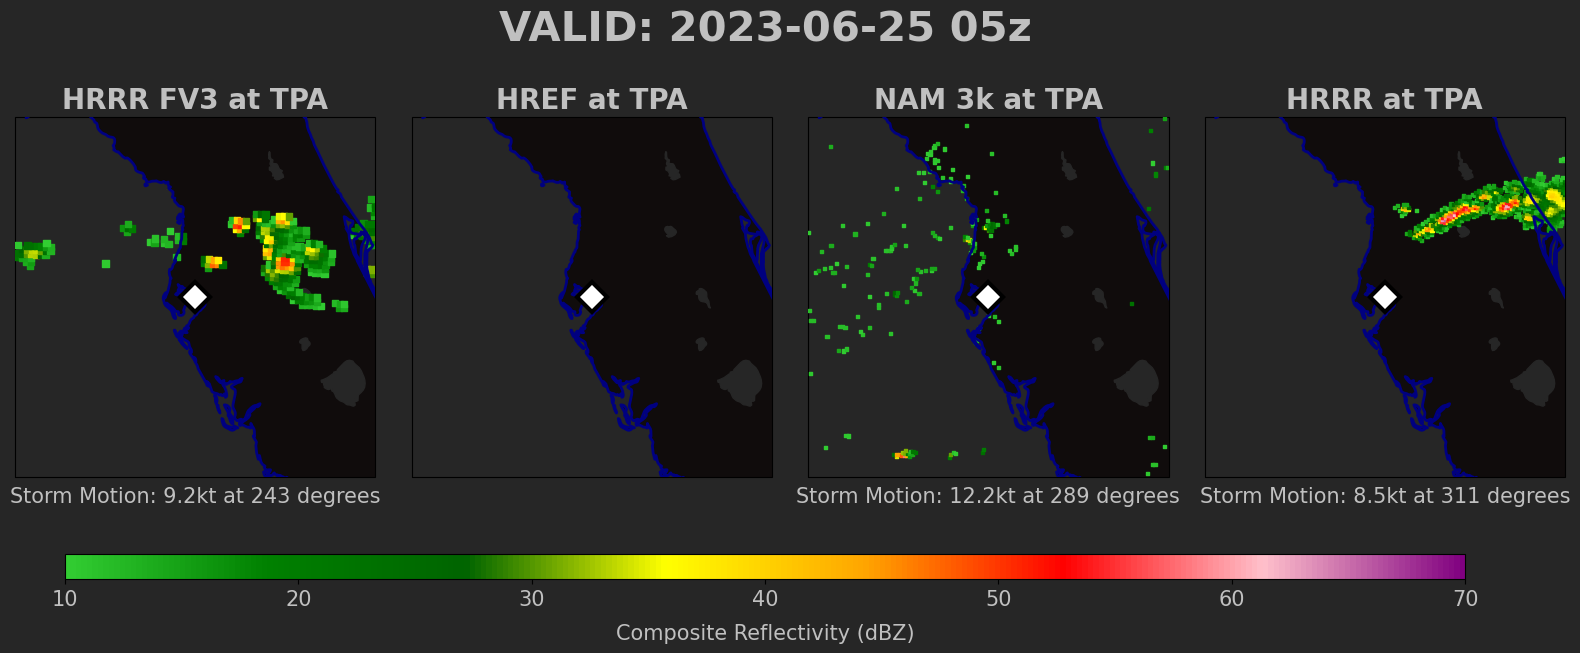 VALID: 2023-06-25 05z
HRRR FV3 at TPA
HREF at TPA
NAM 3k at TPA
HRRR at TPA
Storm Motion: 9.2kt at 243 degrees
Storm Motion: 12.2kt at 289 degrees
Storm Motion: 8.5kt at 311 degrees
10 20 30 40 50 60 70
Composite Reflectivity (dBZ)